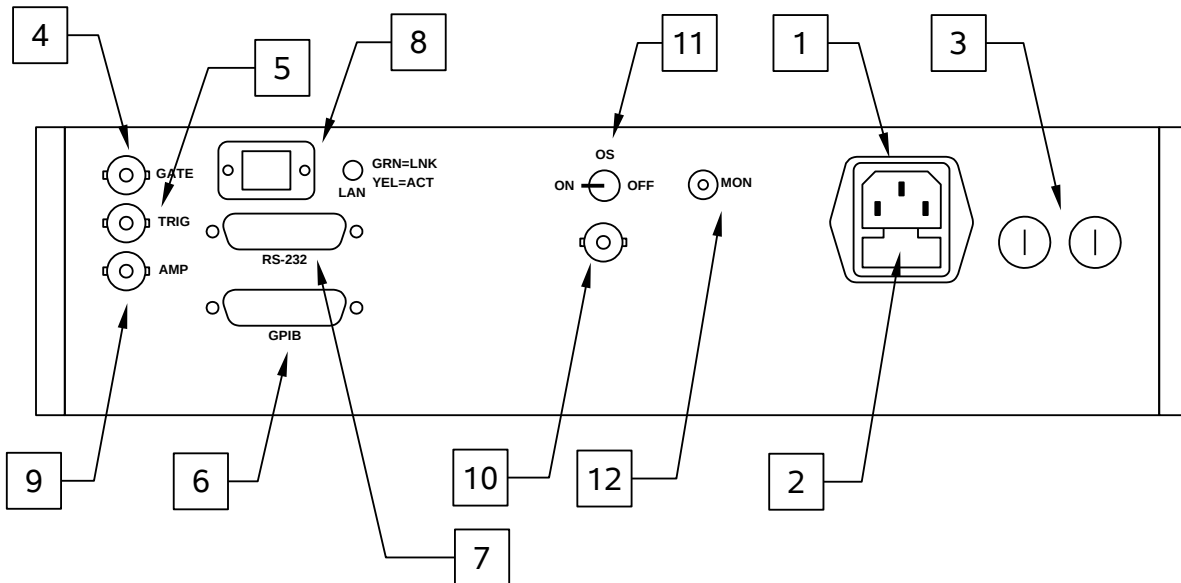 4
5
8
11
1
3
GATE
GRN=LNK
YEL=ACT
LAN
OS
ON
OFF
MON
TRIG
RS-232
AMP
GPIB
9
6
7
10
12
2